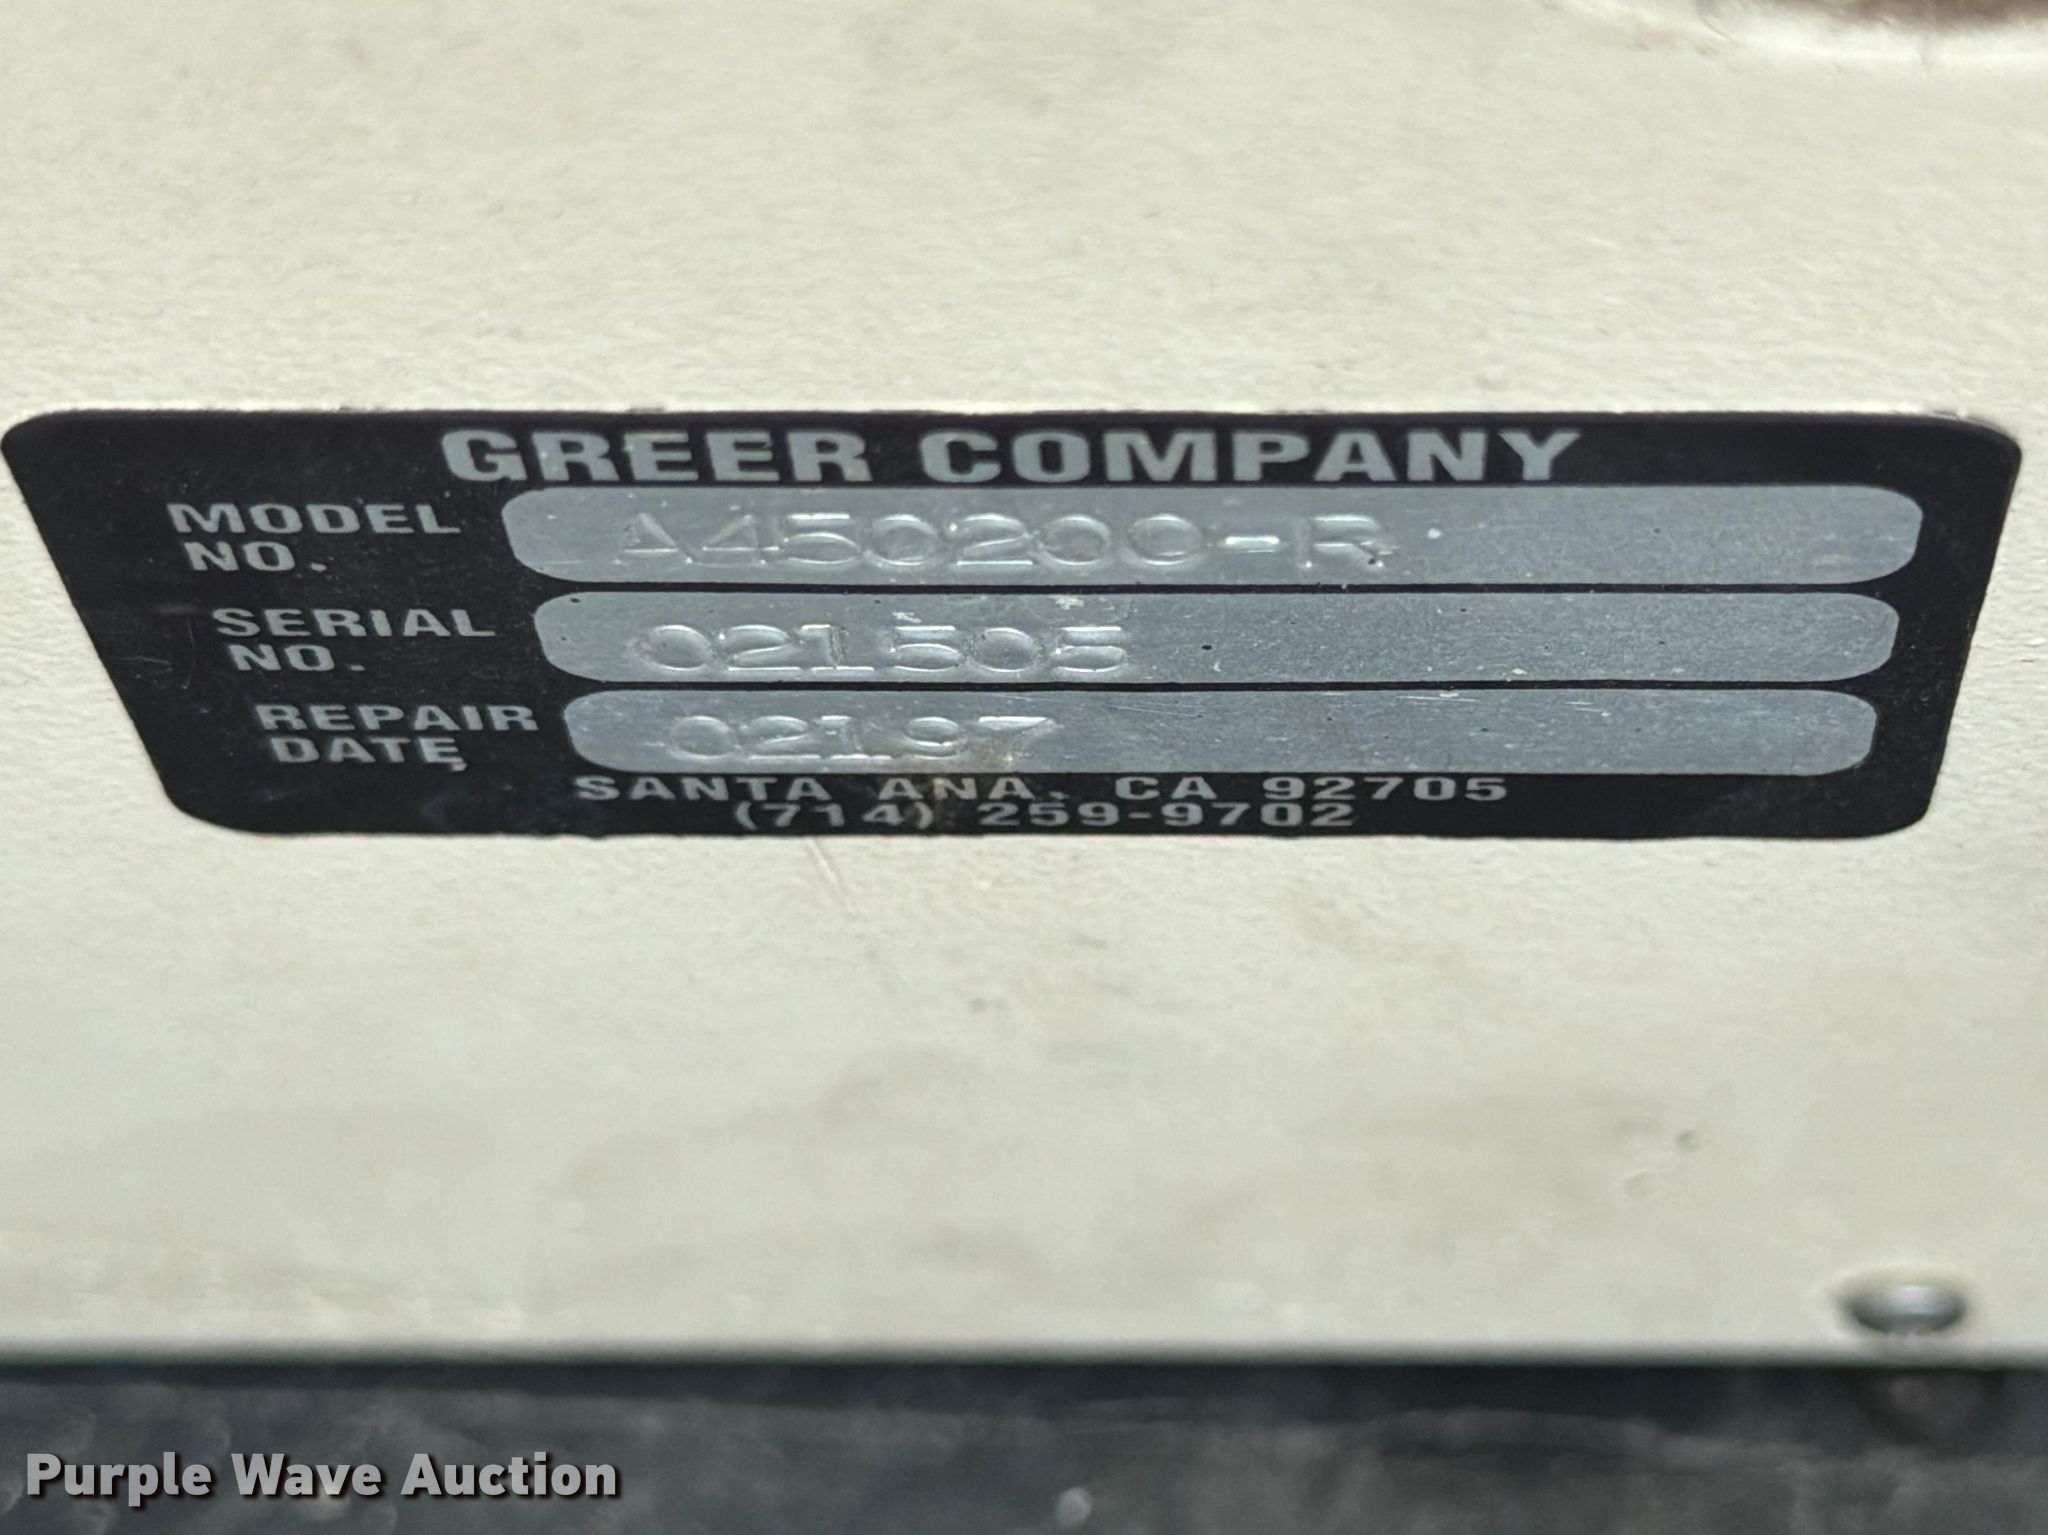 GREER COMPANY
MODEL NO. A450200-R
SERIAL NO. 021505
REPAIR DATE 02197
SANTA ANA, CA 92705
(714) 259-9702
Purple Wave Auction